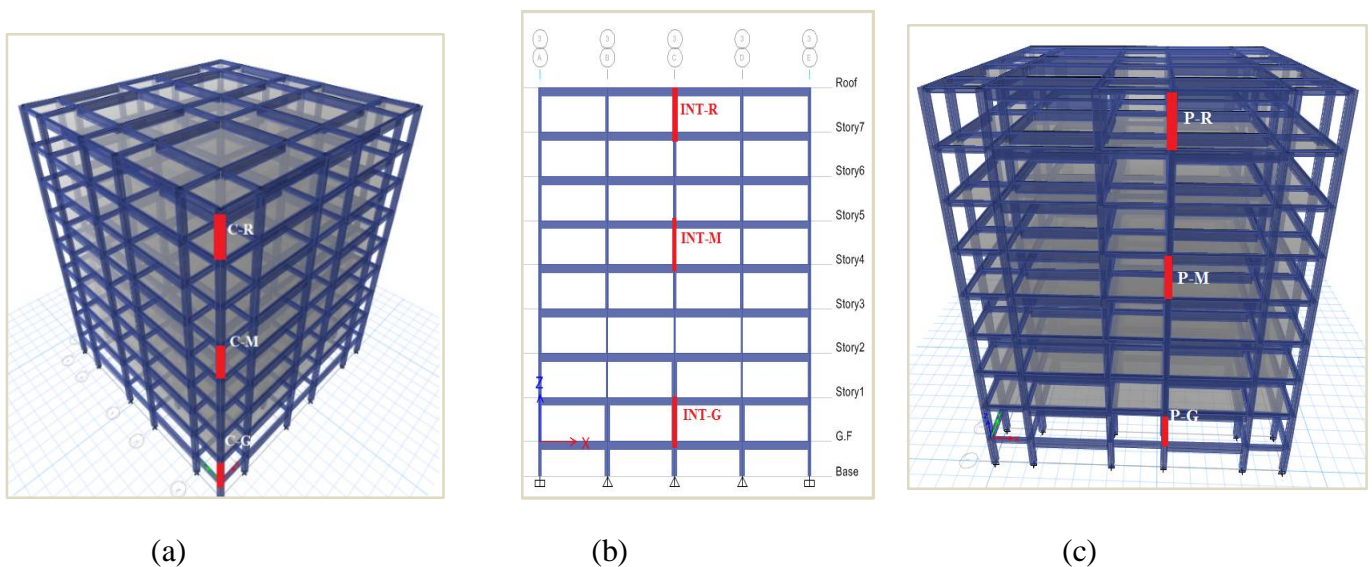 C-R
C-M
C-G
3 3 3 3 3
A B C D E
Roof
INT-R
Story7
Story6
Story5
INT-M
Story4
Story3
Story2
Z
Story1
INT-G
G.F
X
Base
P-R
P-M
P-G
(a) (b) (c)